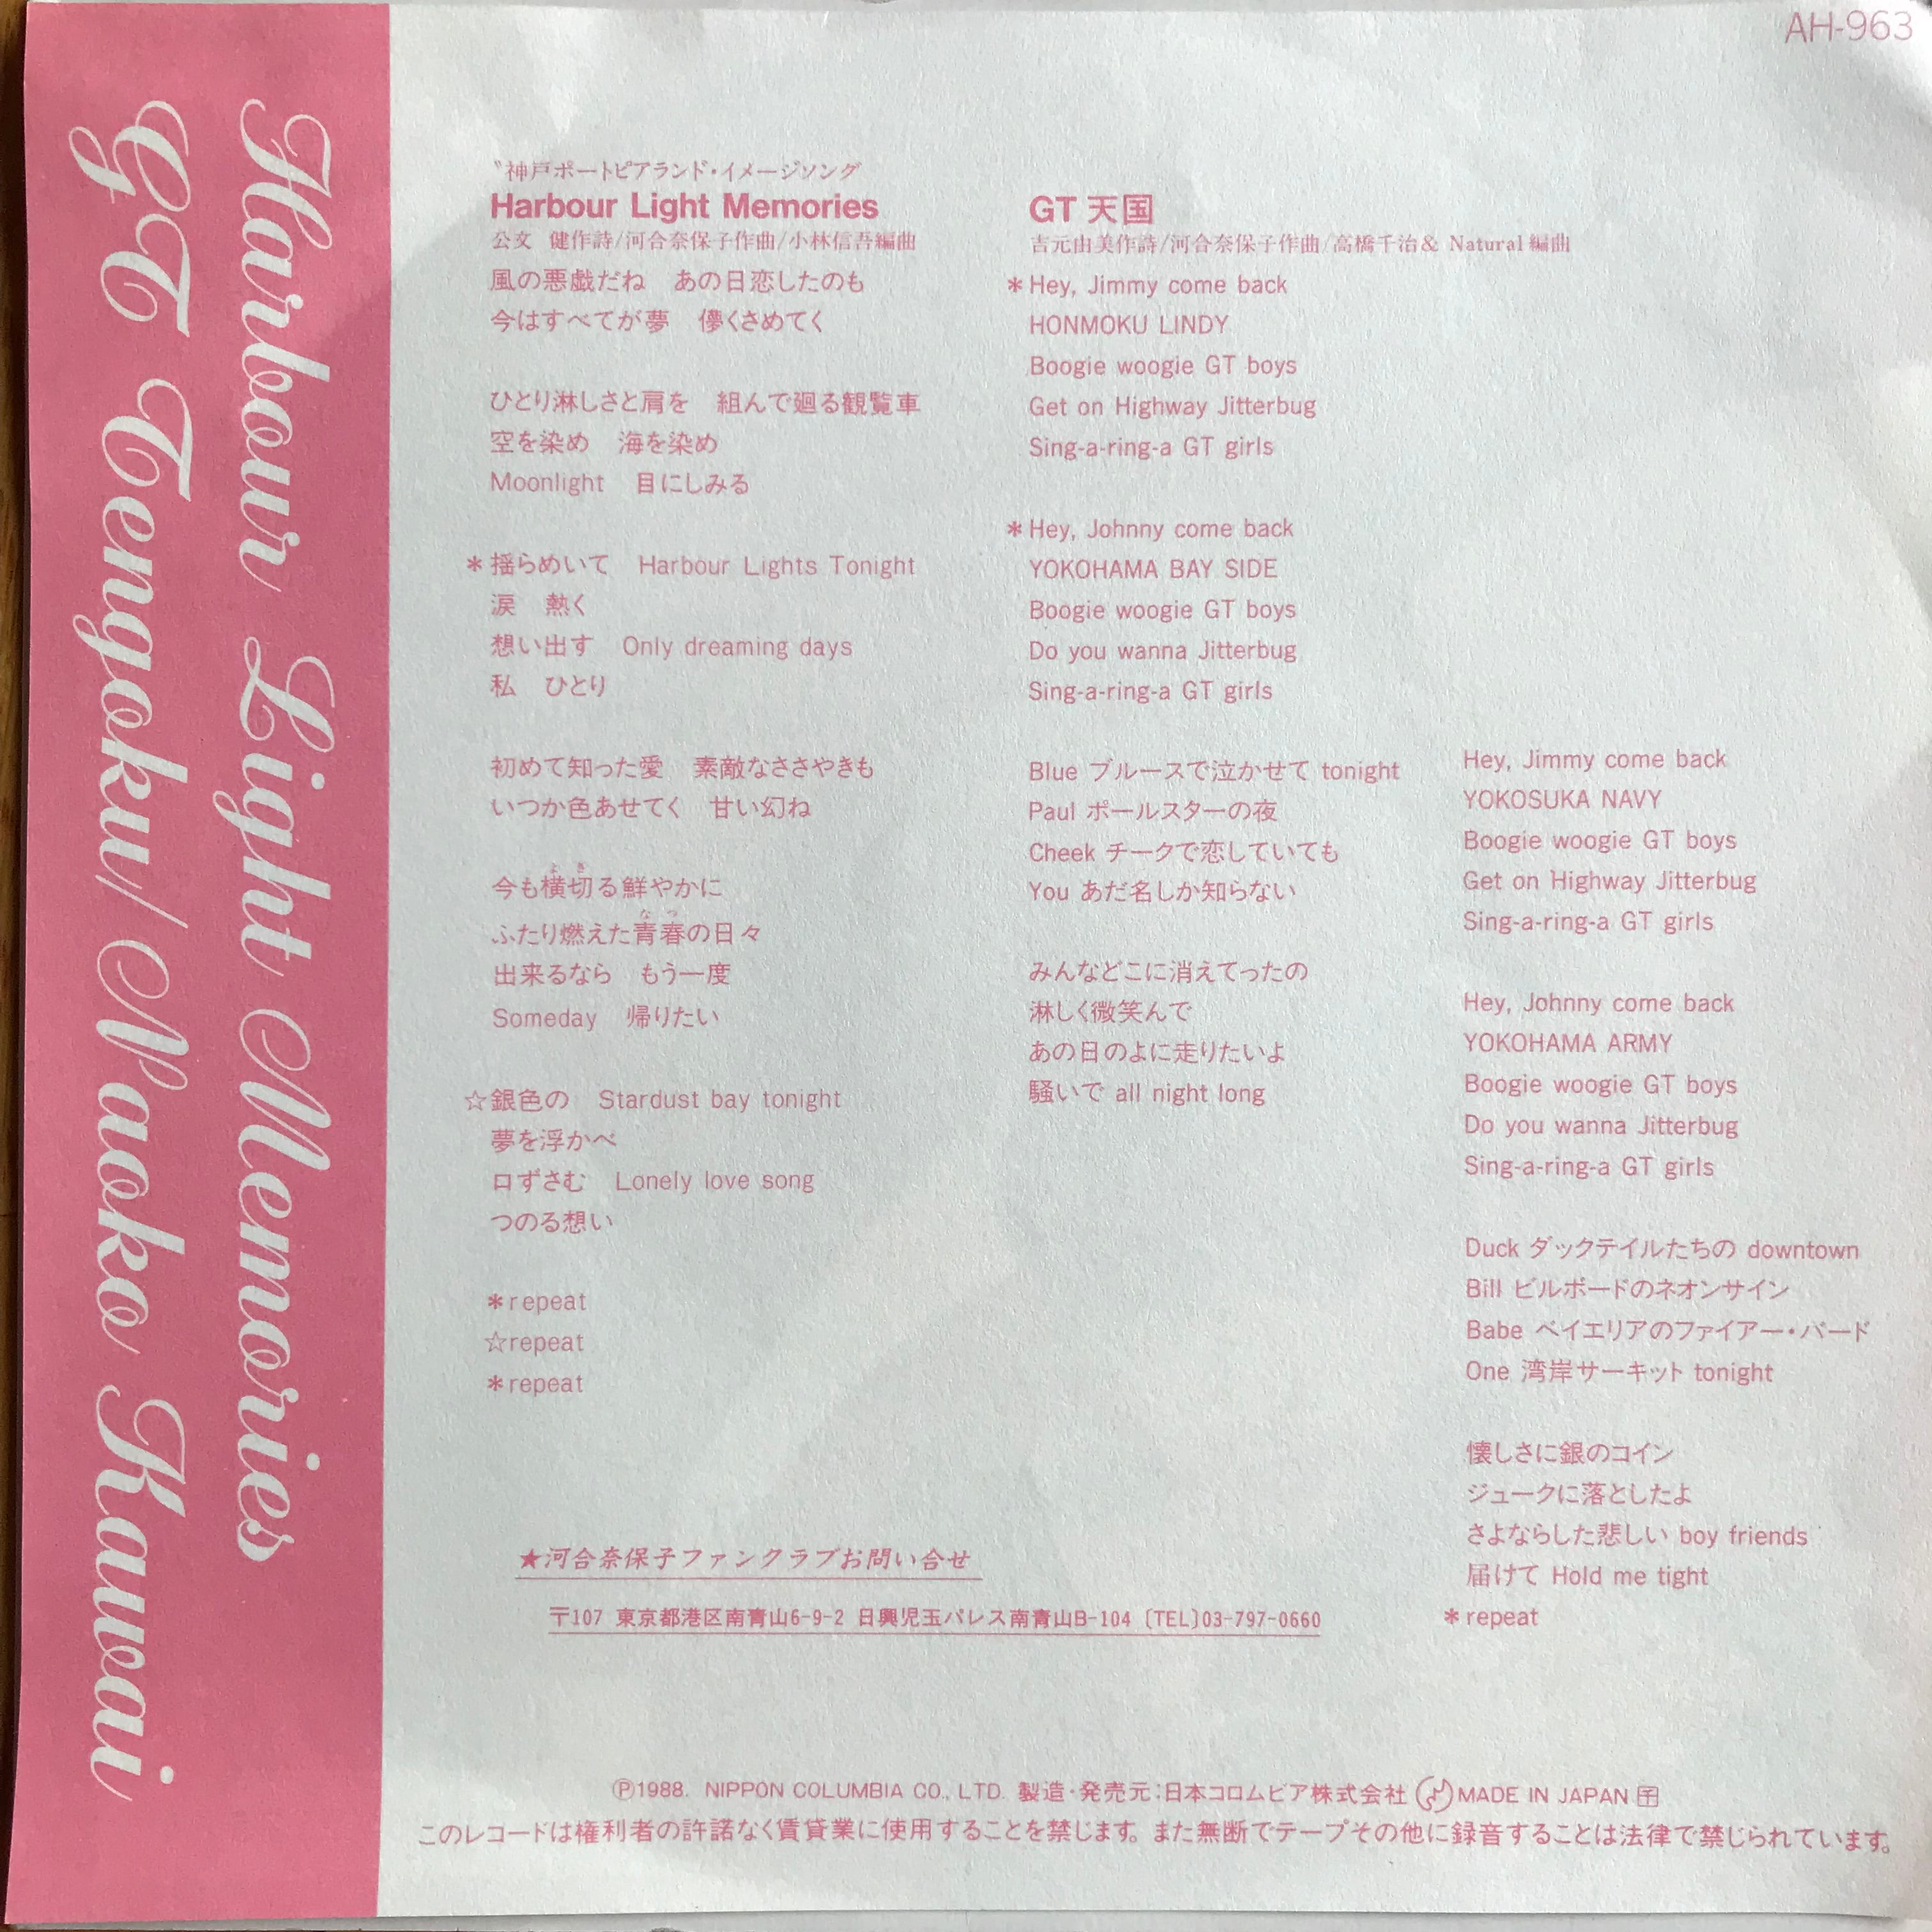 AH-963
Harbour Light Memories
GT Tengoku/Naoko Kawai
〝神戸ポートピアランド・イメージソング
Harbour Light Memories
公文 健作詩/河合奈保子作曲/小林信吾編曲
風の悪戯だね あの日恋したのも
今はすべてが夢 儚くさめてく
ひとり淋しさと肩を 組んで廻る観覧車
空を染め 海を染め
Moonlight 目にしみる
*揺らめいて Harbour Lights Tonight
涙 熱く
想い出す Only dreaming days
私 ひとり
初めて知った愛 素敵なささやきも
いつか色あせてく 甘い幻ね
よぎ
今も横切る鮮やかに
なつ
ふたり燃えた青春の日々
出来るなら もう一度
Someday 帰りたい
☆銀色の Stardust bay tonight
夢を浮かべ
口ずさむ Lonely love song
つのる想い
*repeat
☆repeat
*repeat
GT 天国
吉元由美作詩/河合奈保子作曲/高橋千治& Natural編曲
*Hey, Jimmy come back
HONMOKU LINDY
Boogie woogie GT boys
Get on Highway Jitterbug
Sing-a-ring-a GT girls
*Hey, Johnny come back
YOKOHAMA BAY SIDE
Boogie woogie GT boys
Do you wanna Jitterbug
Sing-a-ring-a GT girls
Blue ブルースで泣かせて tonight
Paul ポールスターの夜
Cheek チークで恋していても
You あだ名しか知らない
みんなどこに消えてったの
淋しく微笑んで
あの日のよに走りたいよ
騒いで all night long
Hey, Jimmy come back
YOKOSUKA NAVY
Boogie woogie GT boys
Get on Highway Jitterbug
Sing-a-ring-a GT girls
Hey, Johnny come back
YOKOHAMA ARMY
Boogie woogie GT boys
Do you wanna Jitterbug
Sing-a-ring-a GT girls
Duck ダックテイルたちの downtown
Bill ビルボードのネオンサイン
Babe ベイエリアのファイアー・バード
One 湾岸サーキット tonight
懐しさに銀のコイン
ジュークに落としたよ
さよならした悲しい boy friends
届けて Hold me tight
*repeat
★河合奈保子ファンクラブお問い合せ
〒107 東京都港区南青山6-9-2 日興児玉パレス南青山B-104 〔TEL〕03-797-0660
Ⓟ1988. NIPPON COLUMBIA CO., LTD. 製造・発売元:日本コロムビア株式会社 MADE IN JAPAN
このレコードは権利者の許諾なく賃貸業に使用することを禁じます。また無断でテープその他に録音することは法律で禁じられています。